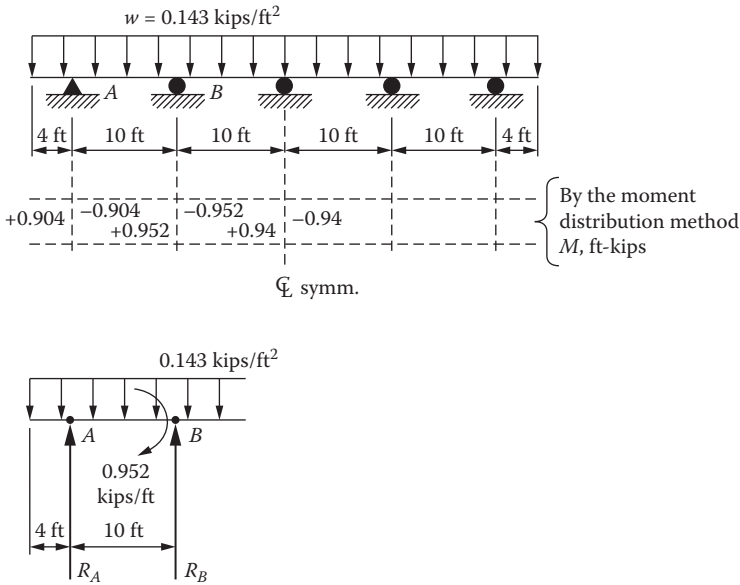 w = 0.143 kips/ft²
A B
4 ft 10 ft 10 ft 10 ft 10 ft 4 ft
+0.904 −0.904 −0.952 −0.94
+0.952 +0.94
By the moment
distribution method
M, ft-kips
℄ symm.
0.143 kips/ft²
A B
0.952
kips/ft
4 ft 10 ft
R_A R_B